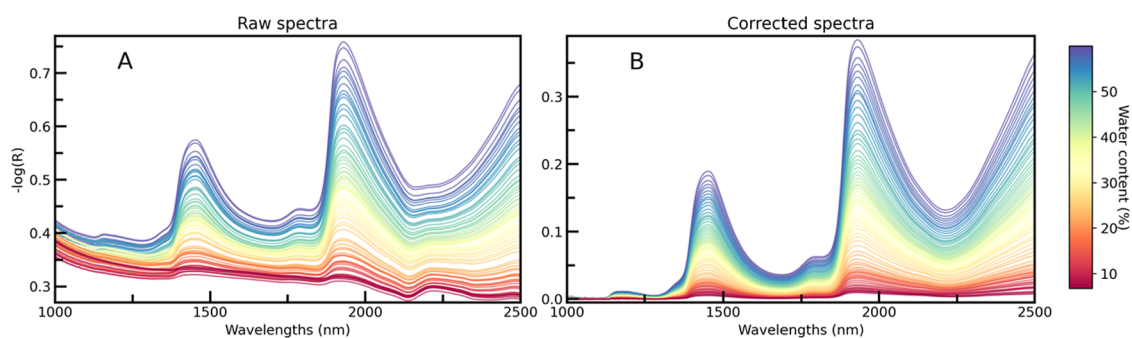 Raw spectra
Corrected spectra
A
B
0.7
0.6
0.5
0.4
0.3
-log(R)
1000
1500
2000
2500
Wavelengths (nm)
0.3
0.2
0.1
0.0
1000
1500
2000
2500
Wavelengths (nm)
50
40
30
20
10
Water content (%)